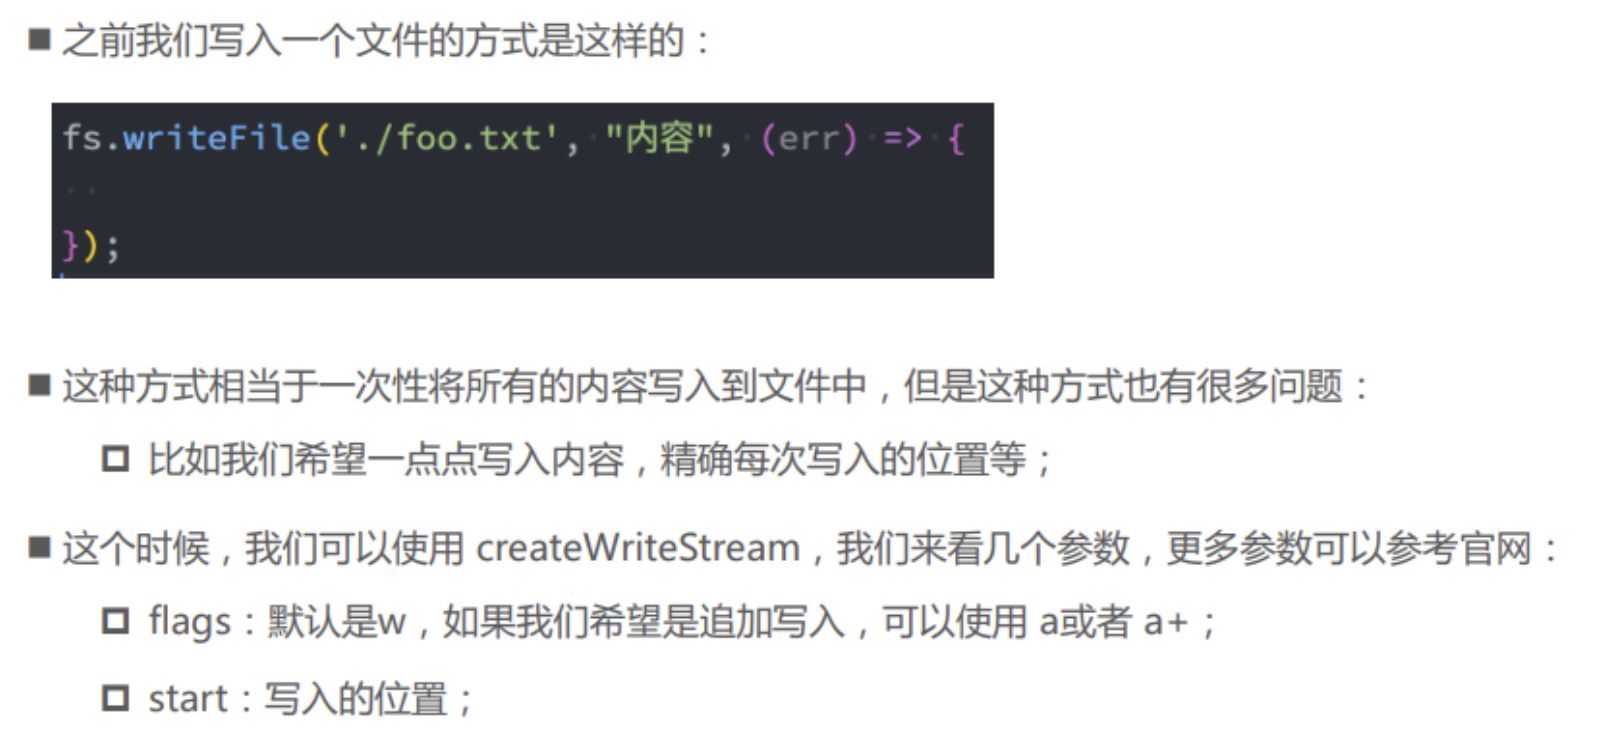 ■ 之前我们写入一个文件的方式是这样的：
fs.writeFile('./foo.txt', "内容", (err) => {
});
■ 这种方式相当于一次性将所有的内容写入到文件中，但是这种方式也有很多问题：
比如我们希望一点点写入内容，精确每次写入的位置等；
■ 这个时候，我们可以使用 createWriteStream，我们来看几个参数，更多参数可以参考官网：
flags：默认是w，如果我们希望是追加写入，可以使用 a或者 a+；
start：写入的位置；